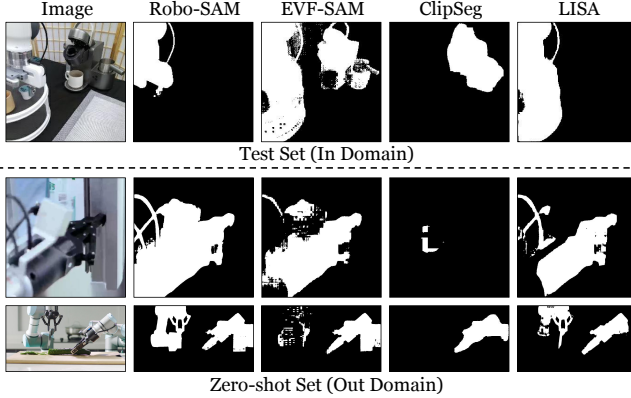 Image Robo-SAM EVF-SAM ClipSeg LISA
Test Set (In Domain)
Zero-shot Set (Out Domain)